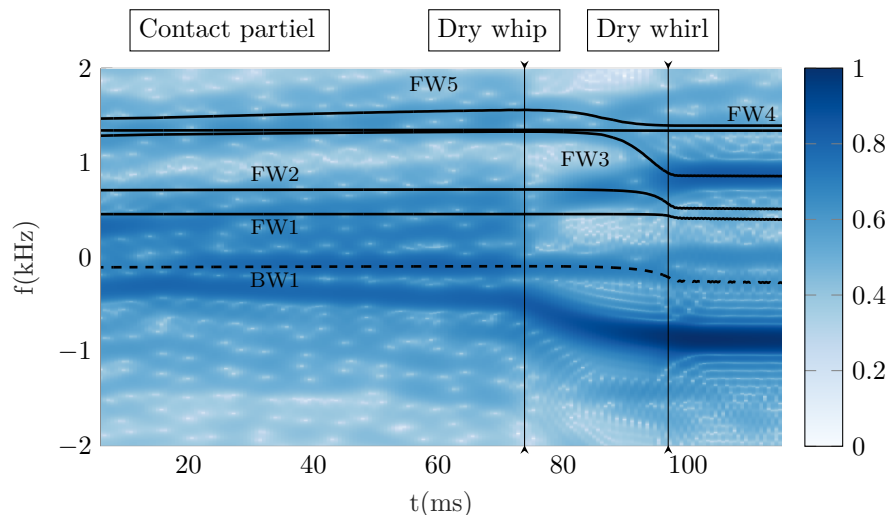 Contact partiel Dry whip Dry whirl
2
1
0
−1
−2
f(kHz)
FW5
FW4
FW3
FW2
FW1
BW1
20 40 60 80 100
t(ms)
1
0.8
0.6
0.4
0.2
0